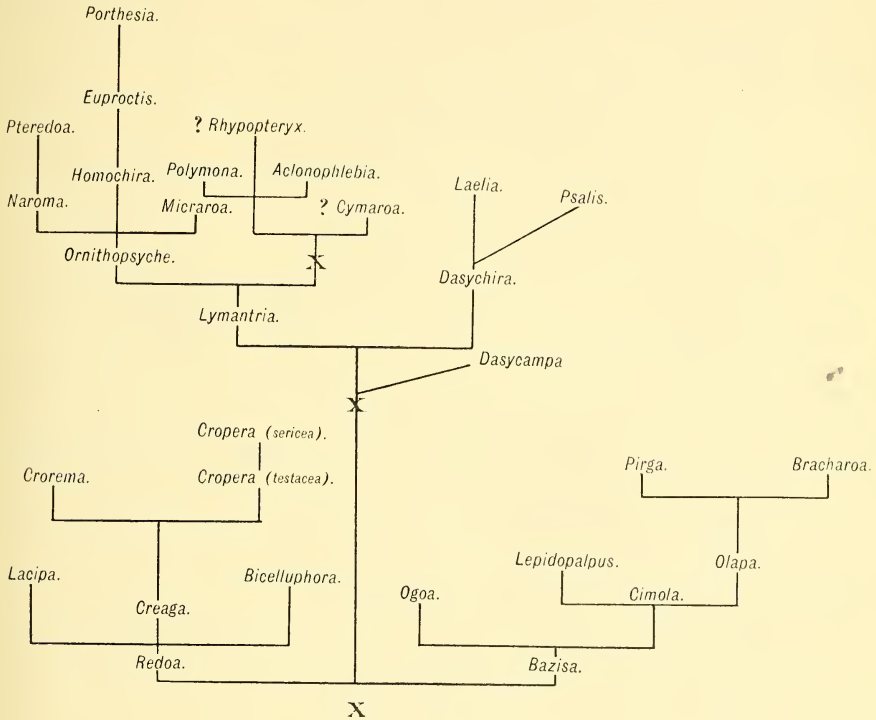 Porthesia.
Euproctis.
Pteredoa.
? Rhypopteryx.
Homochira.
Polymona.
Aclonophlebia.
Laelia.
Psalis.
Naroma.
Micraroa.
? Cymaroa.
Ornithopsyche.
X
Dasychira.
Lymantria.
Dasycampa
X
Cropera (sericea).
Crorema.
Cropera (testacea).
Pirga.
Bracharoa.
Lacipa.
Bicelluphora.
Lepidopalpus.
Olapa.
Creaga.
Ogoa.
Cimola.
Redoa.
Bazisa.
X